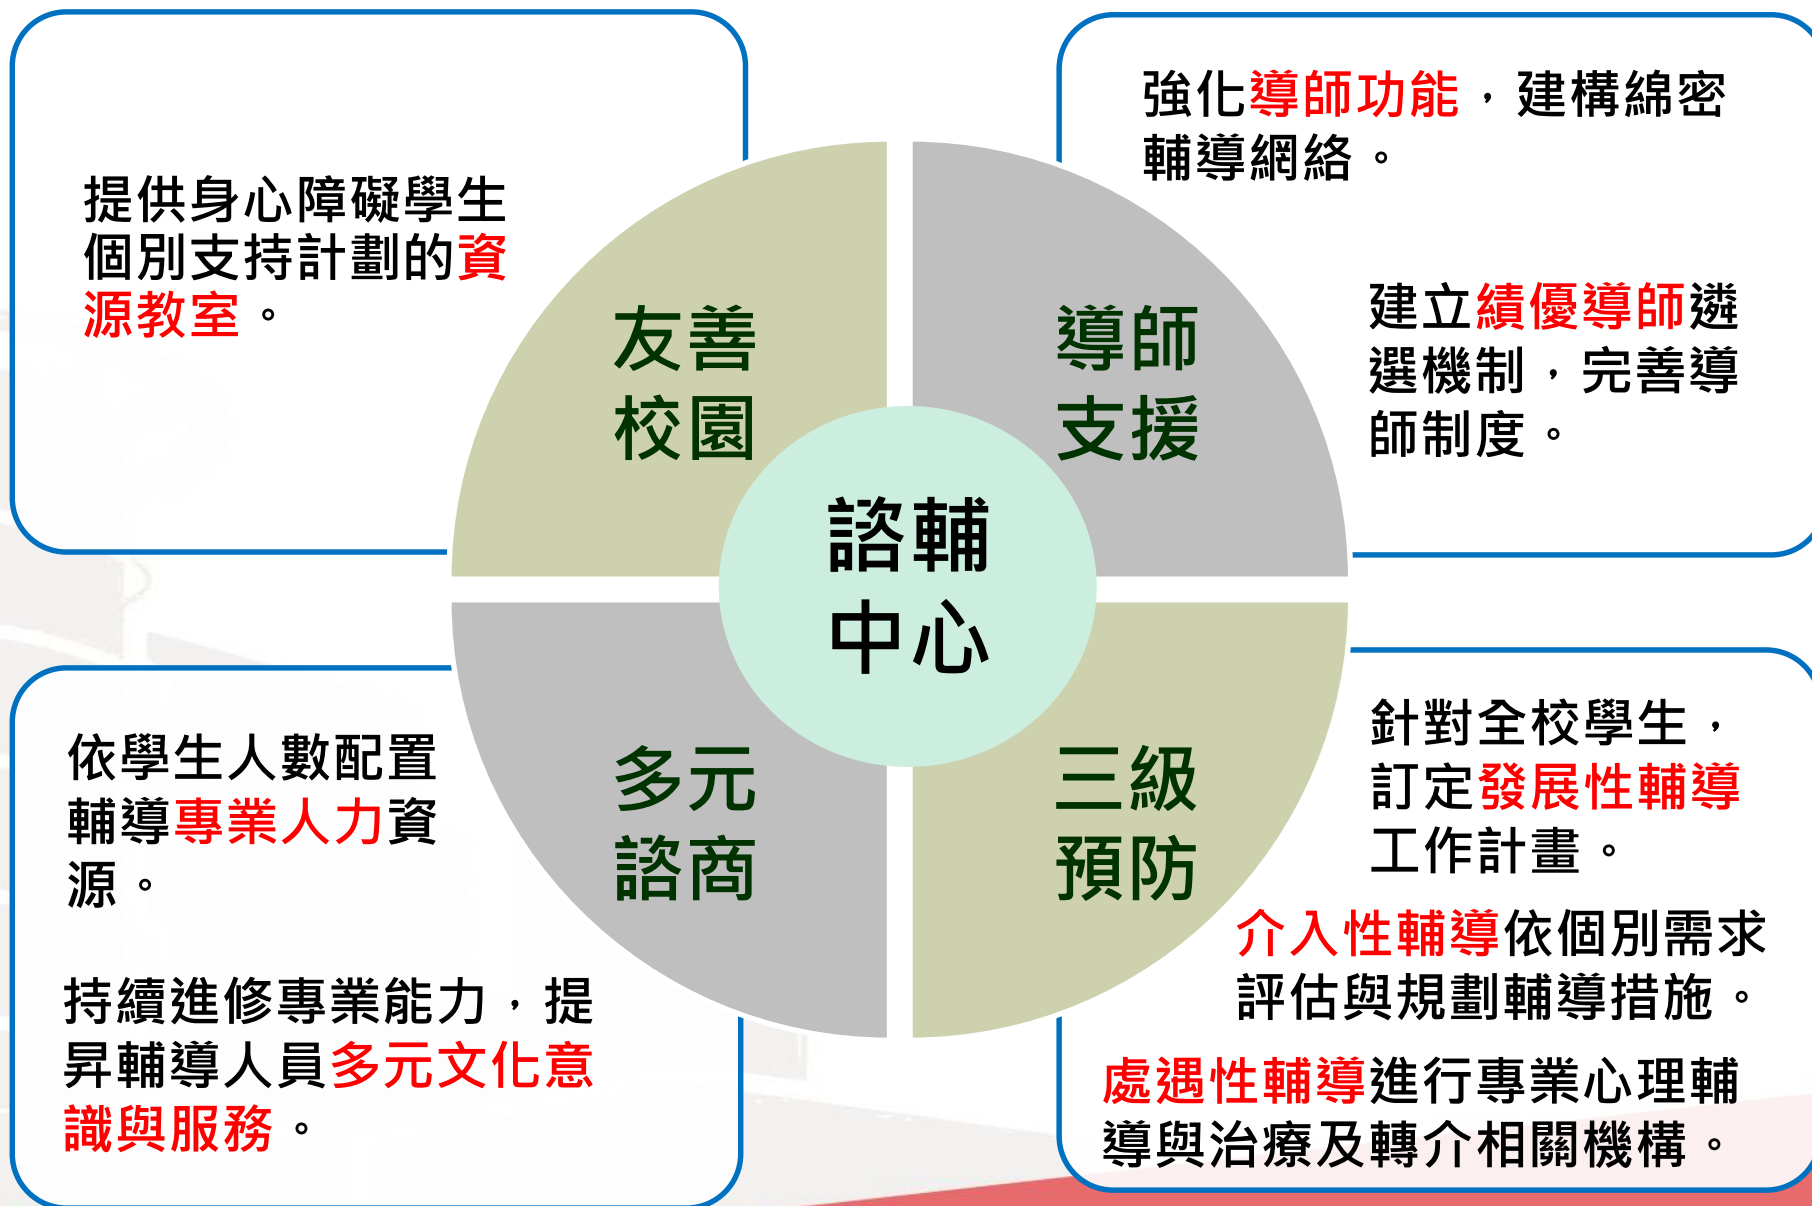 提供身心障礙學生
個別支持計劃的資
源教室。
強化導師功能，建構綿密
輔導網絡。
建立績優導師遴
選機制，完善導
師制度。
友善
校園
導師
支援
諮輔
中心
多元
諮商
三級
預防
依學生人數配置
輔導專業人力資
源。
持續進修專業能力，提
昇輔導人員多元文化意
識與服務。
針對全校學生，
訂定發展性輔導
工作計畫。
介入性輔導依個別需求
評估與規劃輔導措施。
處遇性輔導進行專業心理輔
導與治療及轉介相關機構。